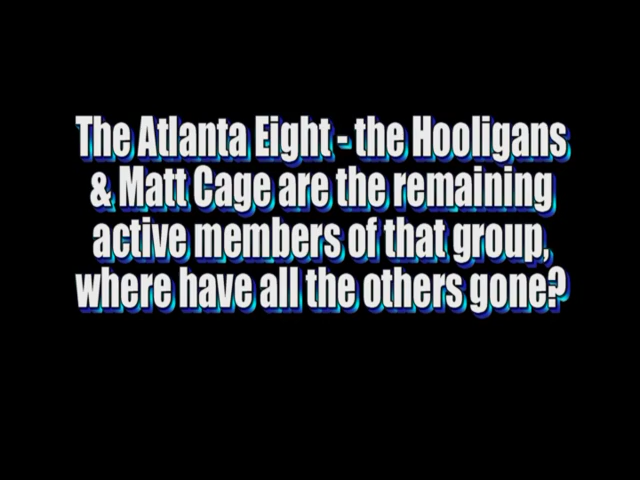 The Atlanta Eight - the Hooligans
& Matt Cage are the remaining
active members of that group,
where have all the others gone?